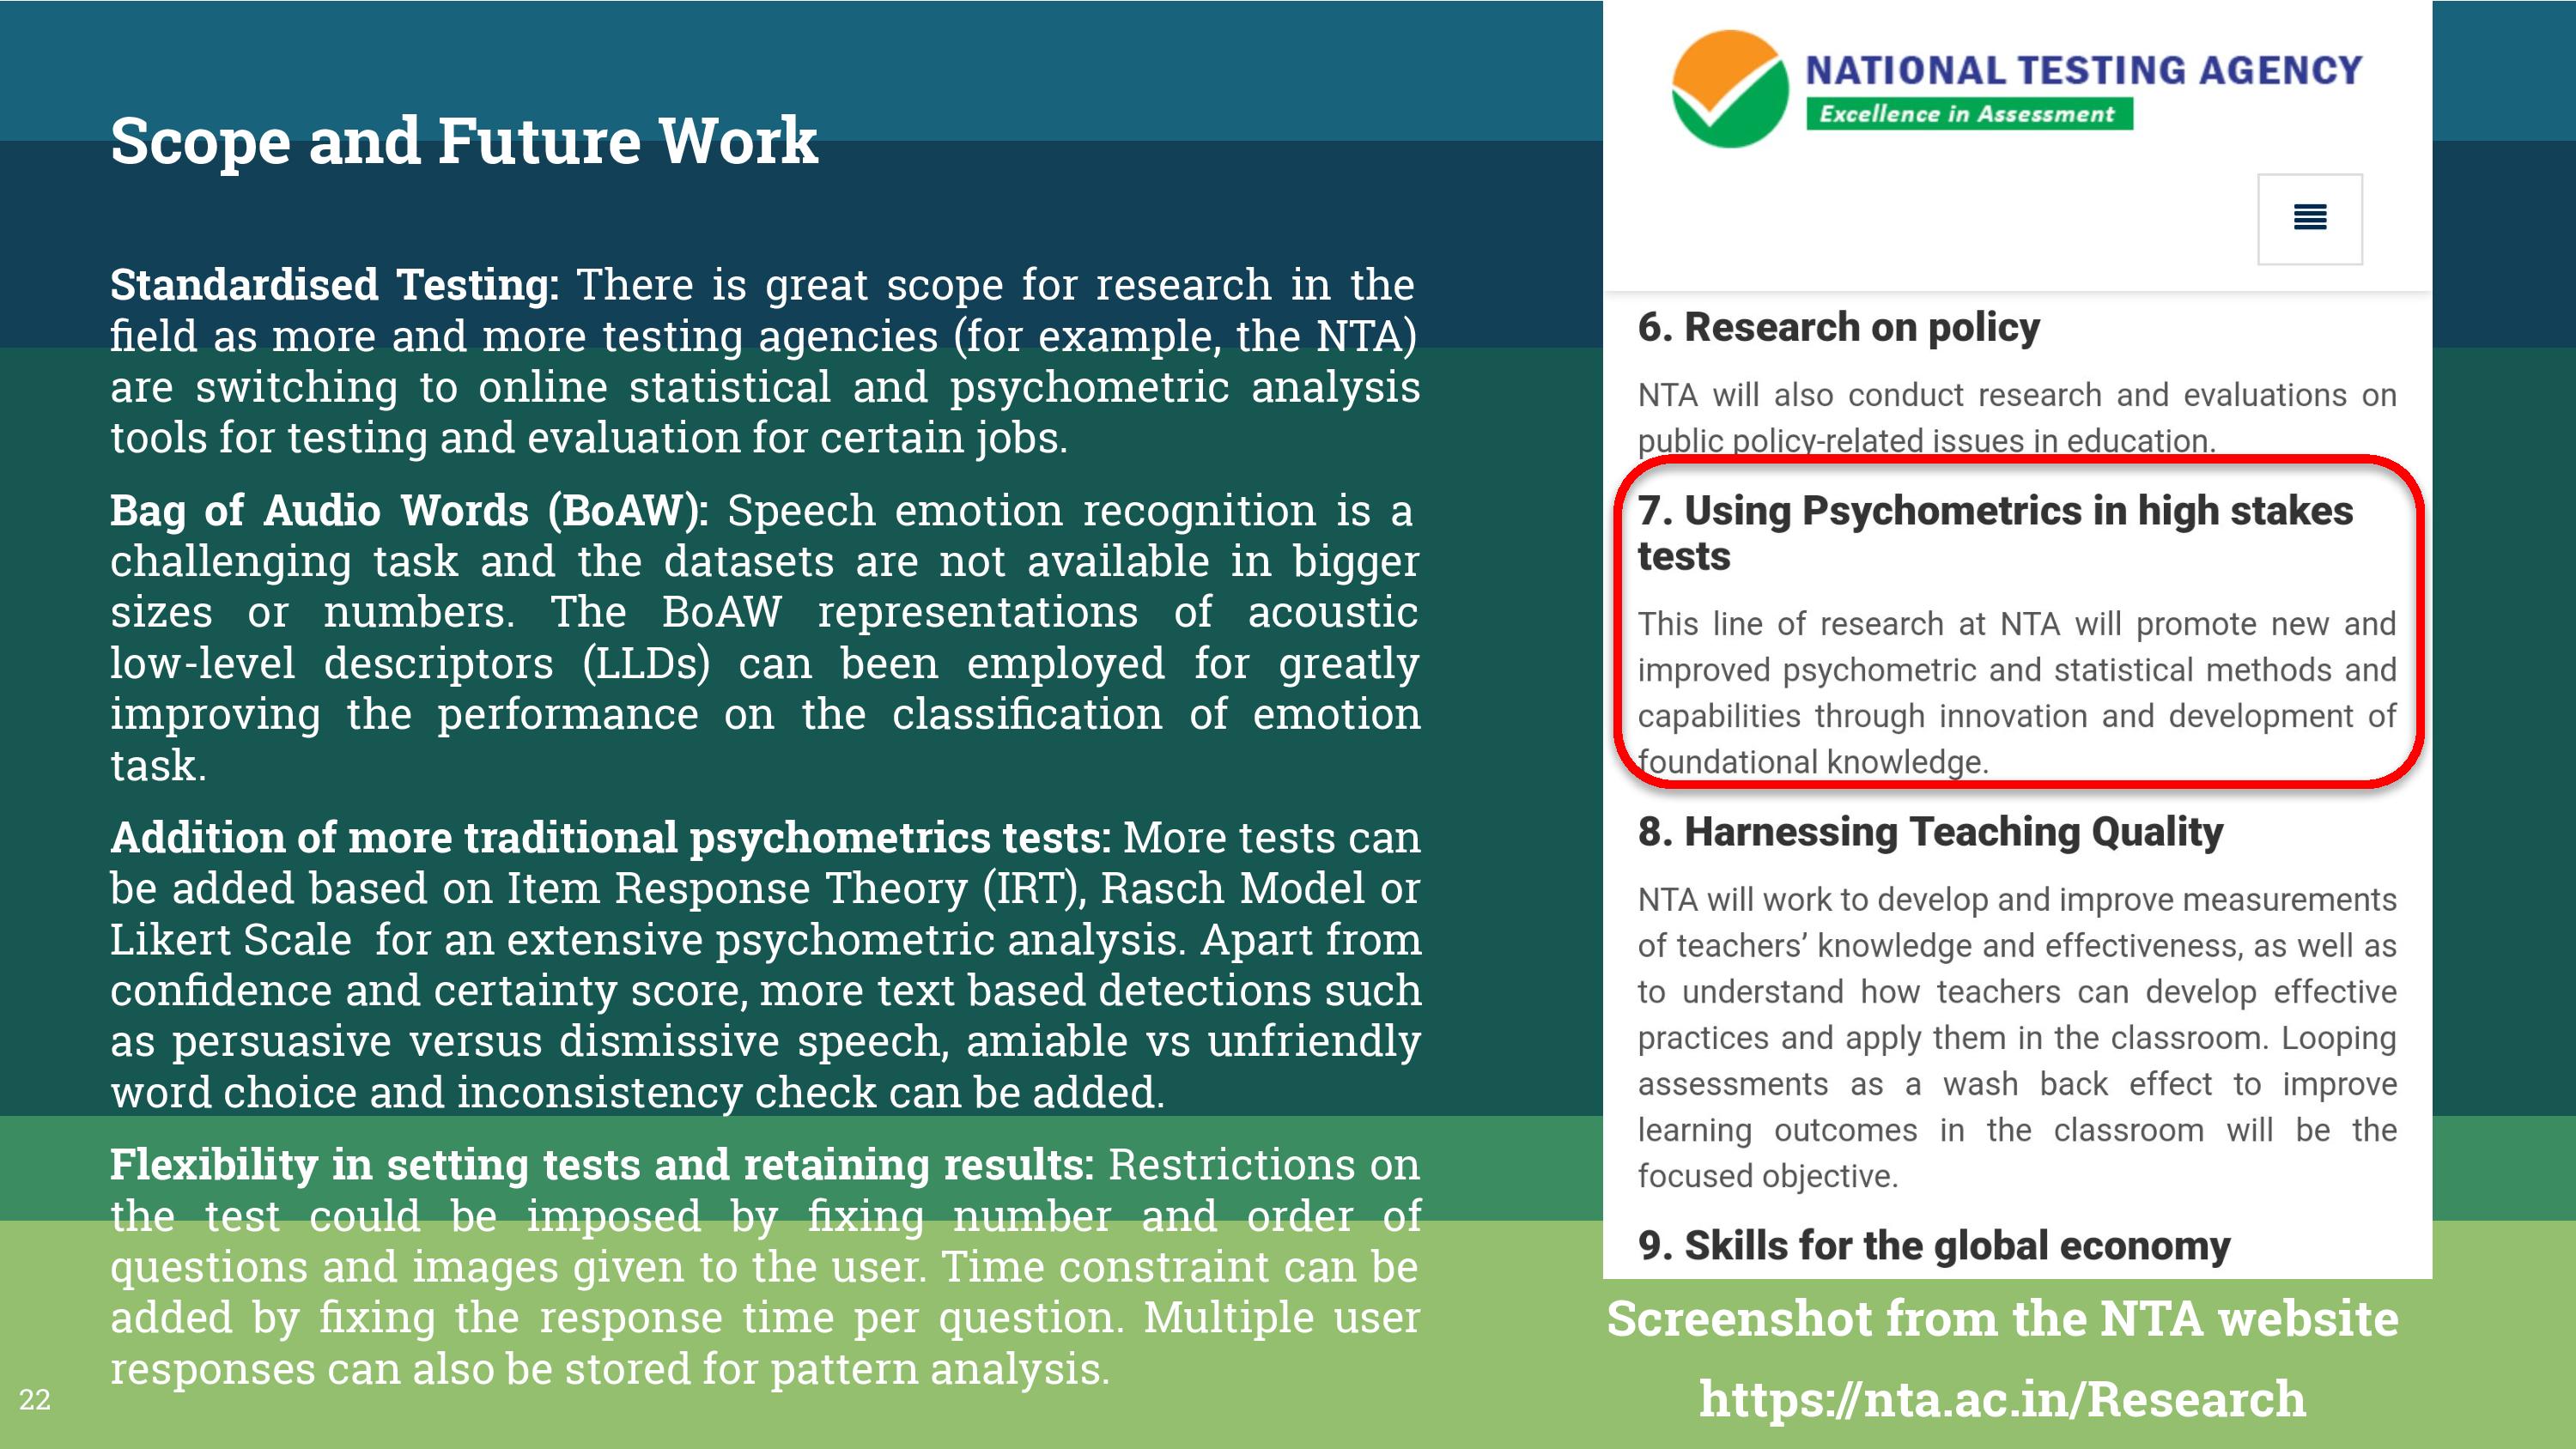 Scope and Future Work
Standardised Testing: There is great scope for research in the
field as more and more testing agencies (for example, the NTA)
are switching to online statistical and psychometric analysis
tools for testing and evaluation for certain jobs.
Bag of Audio Words (BoAW): Speech emotion recognition is a
challenging task and the datasets are not available in bigger
sizes or numbers. The BoAW representations of acoustic
low-level descriptors (LLDs) can been employed for greatly
improving the performance on the classification of emotion
task.
Addition of more traditional psychometrics tests: More tests can
be added based on Item Response Theory (IRT), Rasch Model or
Likert Scale for an extensive psychometric analysis. Apart from
confidence and certainty score, more text based detections such
as persuasive versus dismissive speech, amiable vs unfriendly
word choice and inconsistency check can be added.
Flexibility in setting tests and retaining results: Restrictions on
the test could be imposed by fixing number and order of
questions and images given to the user. Time constraint can be
added by fixing the response time per question. Multiple user
responses can also be stored for pattern analysis.
22
NATIONAL TESTING AGENCY
Excellence in Assessment
6. Research on policy
NTA will also conduct research and evaluations on
public policy-related issues in education.
7. Using Psychometrics in high stakes
tests
This line of research at NTA will promote new and
improved psychometric and statistical methods and
capabilities through innovation and development of
foundational knowledge.
8. Harnessing Teaching Quality
NTA will work to develop and improve measurements
of teachers’ knowledge and effectiveness, as well as
to understand how teachers can develop effective
practices and apply them in the classroom. Looping
assessments as a wash back effect to improve
learning outcomes in the classroom will be the
focused objective.
9. Skills for the global economy
Screenshot from the NTA website
https://nta.ac.in/Research